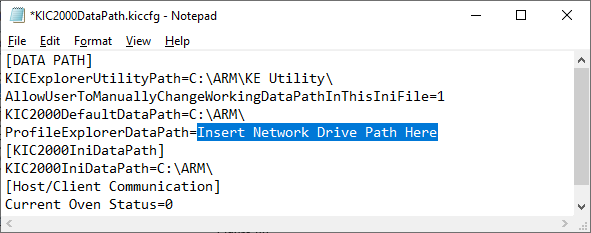 *KIC2000DataPath.kiccfg - Notepad
File Edit Format View Help
[DATA PATH]
KICExplorerUtilityPath=C:\ARM\KE Utility\
AllowUserToManuallyChangeWorkingDataPathInThisIniFile=1
KIC2000DefaultDataPath=C:\ARM\
ProfileExplorerDataPath=Insert Network Drive Path Here
[KIC2000IniDataPath]
KIC2000IniDataPath=C:\ARM\
[Host/Client Communication]
Current Oven Status=0